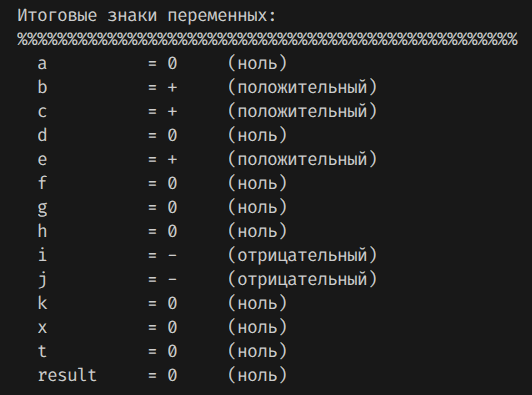 Итоговые знаки переменных:
%%%%%%%%%%%%%%%%%%%%%%%%%%%%%%%%%%%%%%%%%%%%%%%%%%
a = 0 (ноль)
b = + (положительный)
c = + (положительный)
d = 0 (ноль)
e = + (положительный)
f = 0 (ноль)
g = 0 (ноль)
h = 0 (ноль)
i = - (отрицательный)
j = - (отрицательный)
k = 0 (ноль)
x = 0 (ноль)
t = 0 (ноль)
result = 0 (ноль)